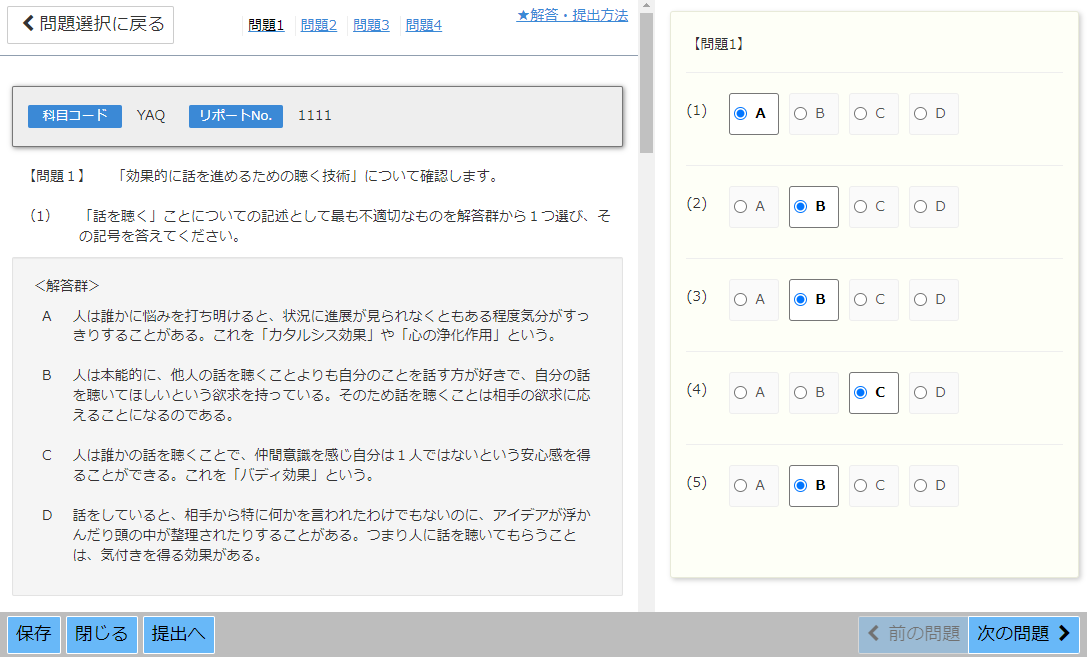 問題選択に戻る
問題1 問題2 問題3 問題4
★解答・提出方法
科目コード YAQ リポートNo. 1111
【問題１】 「効果的に話を進めるための聴く技術」について確認します。
(1) 「話を聴く」ことについての記述として最も不適切なものを解答群から１つ選び、そ
の記号を答えてください。
＜解答群＞
A 人は誰かに悩みを打ち明けると、状況に進展が見られなくともある程度気分がすっ
きりすることがある。これを「カタルシス効果」や「心の浄化作用」という。
B 人は本能的に、他人の話を聴くことよりも自分のことを話す方が好きで、自分の話
を聴いてほしいという欲求を持っている。そのため話を聴くことは相手の欲求に応
えることになるのである。
C 人は誰かの話を聴くことで、仲間意識を感じ自分は１人ではないという安心感を得
ることができる。これを「バディ効果」という。
D 話をしていると、相手から特に何かを言われたわけでもないのに、アイデアが浮か
んだり頭の中が整理されたりすることがある。つまり人に話を聴いてもらうこと
は、気付きを得る効果がある。
【問題1】
(1) A B C D
(2) A B C D
(3) A B C D
(4) A B C D
(5) A B C D
保存 閉じる 提出へ 前の問題 次の問題